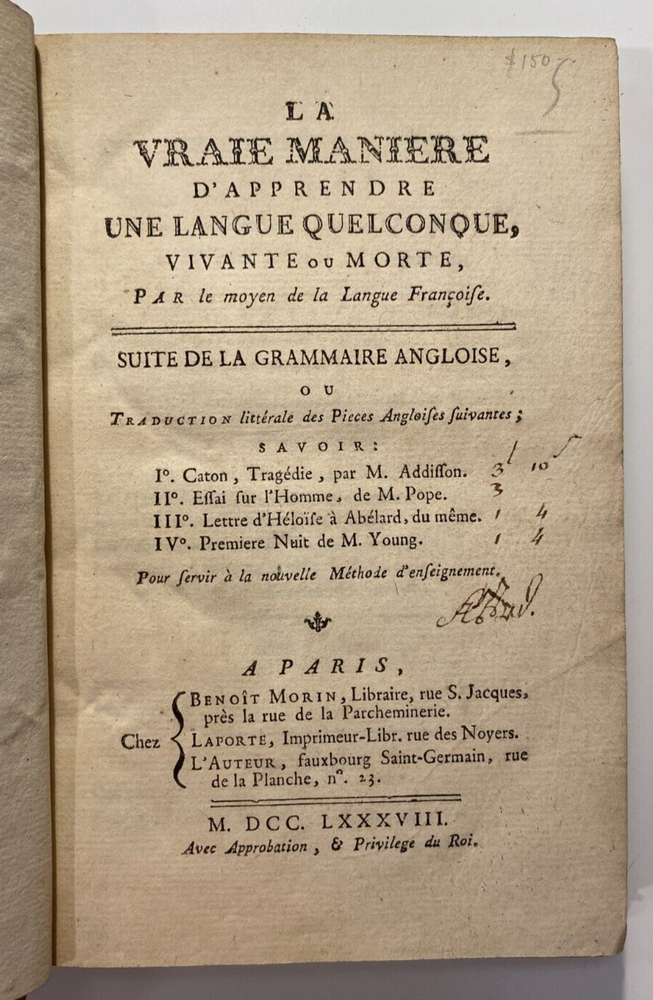 $150
LA
VRAIE MANIERE
D'APPRENDRE
UNE LANGUE QUELCONQUE,
VIVANTE OU MORTE,
PAR le moyen de la Langue Françoiſe.
SUITE DE LA GRAMMAIRE ANGLOISE,
OU
TRADUCTION littérale des Pieces Angloiſes ſuivantes ;
SAVOIR :
I°. Caton, Tragédie, par M. Addiſſon. 3 10
II°. Eſſai ſur l'Homme, de M. Pope. 3
III°. Lettre d'Héloïſe à Abélard, du même. 1 4
IV°. Premiere Nuit de M. Young. 1 4
Pour ſervir à la nouvelle Méthode d'enſeignement.
A PARIS,
Chez
BENOÎT MORIN, Libraire, rue S. Jacques,
près la rue de la Parcheminerie.
LAPORTE, Imprimeur-Libr. rue des Noyers.
L'AUTEUR, fauxbourg Saint-Germain, rue
de la Planche, n°. 23.
M. DCC. LXXXVIII.
Avec Approbation, & Privilege du Roi.